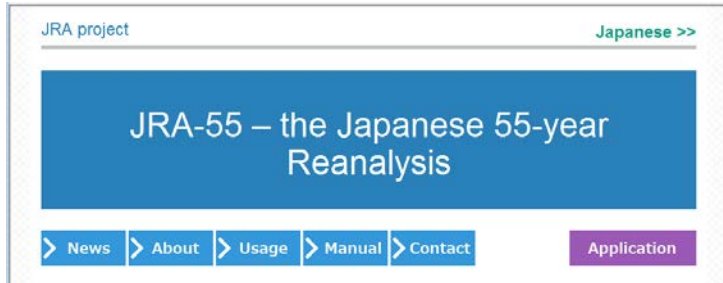 JRA project
Japanese >>
JRA-55 – the Japanese 55-year
Reanalysis
News About Usage Manual Contact Application